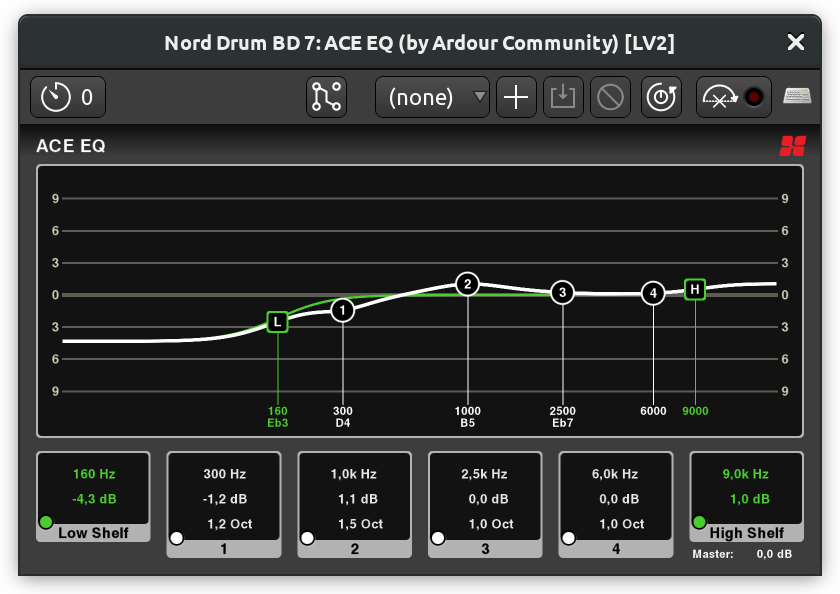 Nord Drum BD 7: ACE EQ (by Ardour Community) [LV2]
0
(none)
ACE EQ
9 9
6 6
3 3
0 0
3 3
6 6
9 9
L 1 2 3 4 H
160 300 1000 2500 6000 9000
Eb3 D4 B5 Eb7
160 Hz 300 Hz 1,0k Hz 2,5k Hz 6,0k Hz 9,0k Hz
-4,3 dB -1,2 dB 1,1 dB 0,0 dB 0,0 dB 1,0 dB
1,2 Oct 1,5 Oct 1,0 Oct 1,0 Oct
Low Shelf 1 2 3 4 High Shelf
Master: 0,0 dB